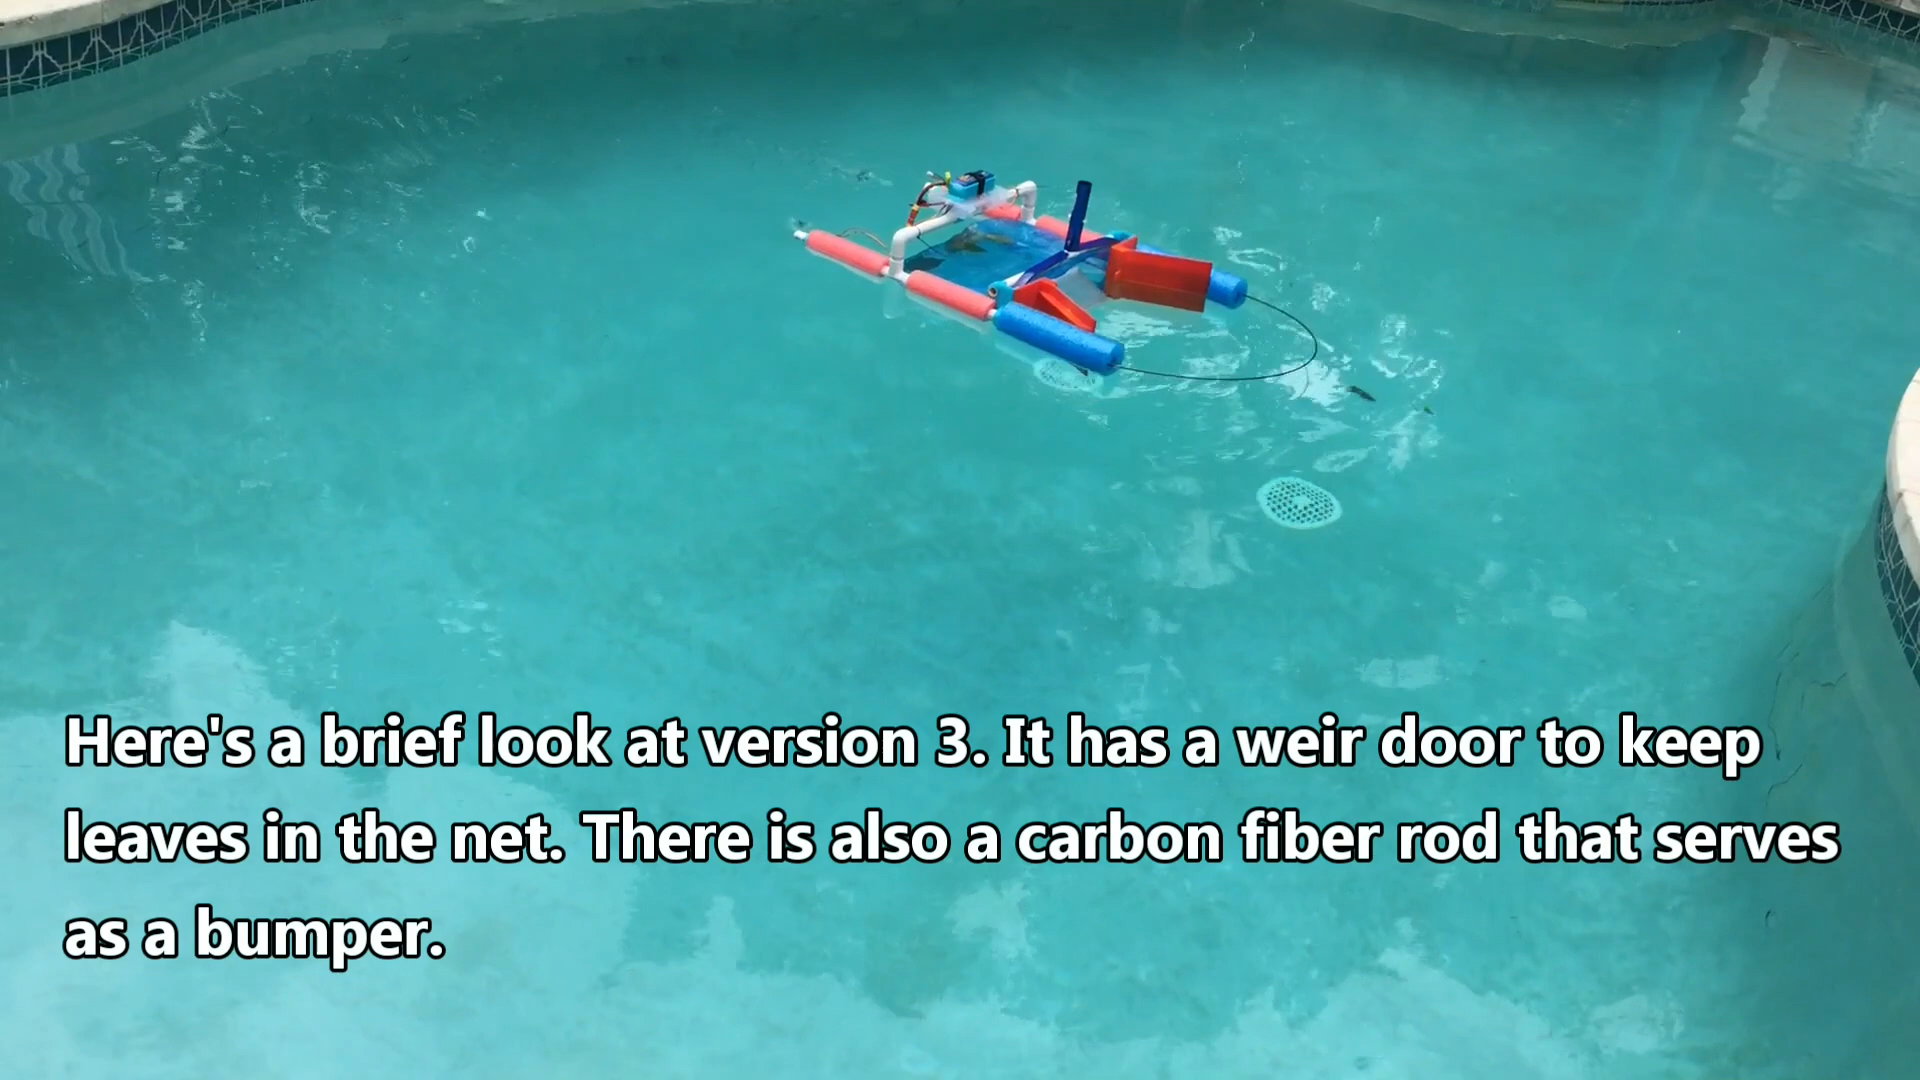 Here's a brief look at version 3. It has a weir door to keep
leaves in the net. There is also a carbon fiber rod that serves
as a bumper.